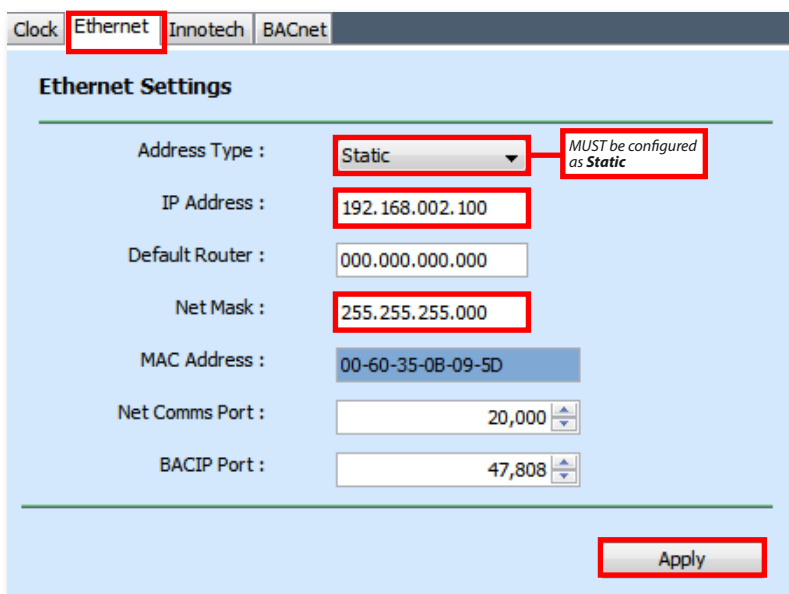 Clock Ethernet Innotech BACnet
Ethernet Settings
Address Type : Static
MUST be configured
as Static
IP Address : 192.168.002.100
Default Router : 000.000.000.000
Net Mask : 255.255.255.000
MAC Address : 00-60-35-0B-09-5D
Net Comms Port : 20,000
BACIP Port : 47,808
Apply